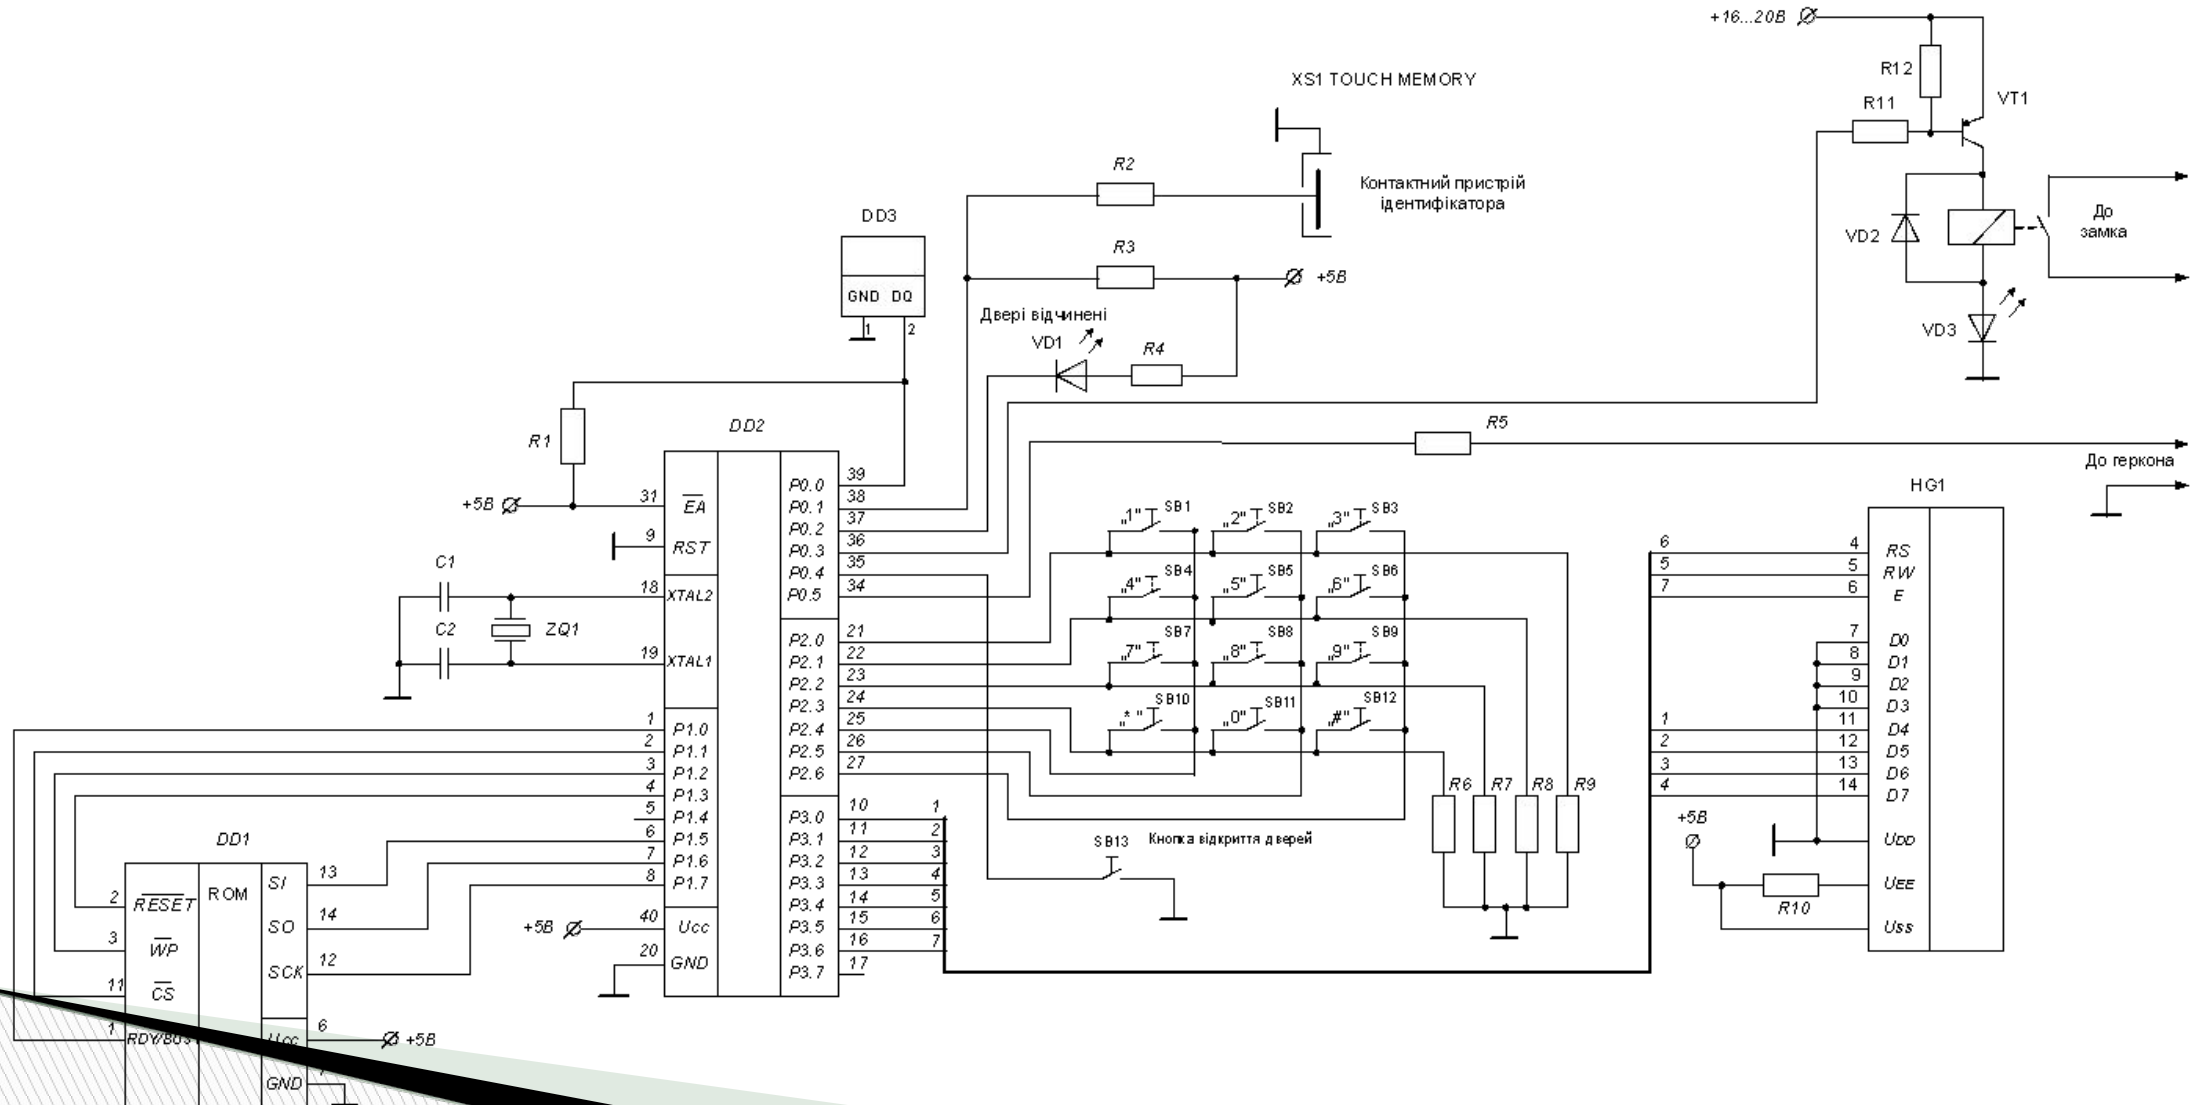 +16...20В
R12
XS1 TOUCH MEMORY
VT1
R11
R2
Контактний пристрій
ідентифікатора
DD3
До
замка
VD2
R3
+5В
GND DQ
1 2
Двері відчинені
VD1
R4
VD3
DD2
R5
R1
До геркона
+5В
31 EA
9 RST
C1
18 XTAL2
C2
ZQ1
19 XTAL1
1 P1.0
2 P1.1
3 P1.2
4 P1.3
5 P1.4
6 P1.5
7 P1.6
8 P1.7
+5В
40 Ucc
20 GND
P0.0 39
P0.1 38
P0.2 37
P0.3 36
P0.4 35
P0.5 34
P2.0 21
P2.1 22
P2.2 23
P2.3 24
P2.4 25
P2.5 26
P2.6 27
P3.0 10 1
P3.1 11 2
P3.2 12 3
P3.3 13 4
P3.4 14 5
P3.5 15 6
P3.6 16 7
P3.7 17
„1" SB1 „2" SB2 „3" SB3
„4" SB4 „5" SB5 „6" SB6
„7" SB7 „8" SB8 „9" SB9
„*" SB10 „0" SB11 „#" SB12
R6 R7 R8 R9
SB13 Кнопка відкриття дверей
HG1
6 4 RS
5 5 RW
7 6 E
7 D0
8 D1
9 D2
10 D3
1 11 D4
2 12 D5
3 13 D6
4 14 D7
+5В
UDD
UEE
R10
Uss
DD1
ROM
2 RESET
3 WP
11 CS
1
SI 13
SO 14
SCK 12
Ucc 6
+5В
GND